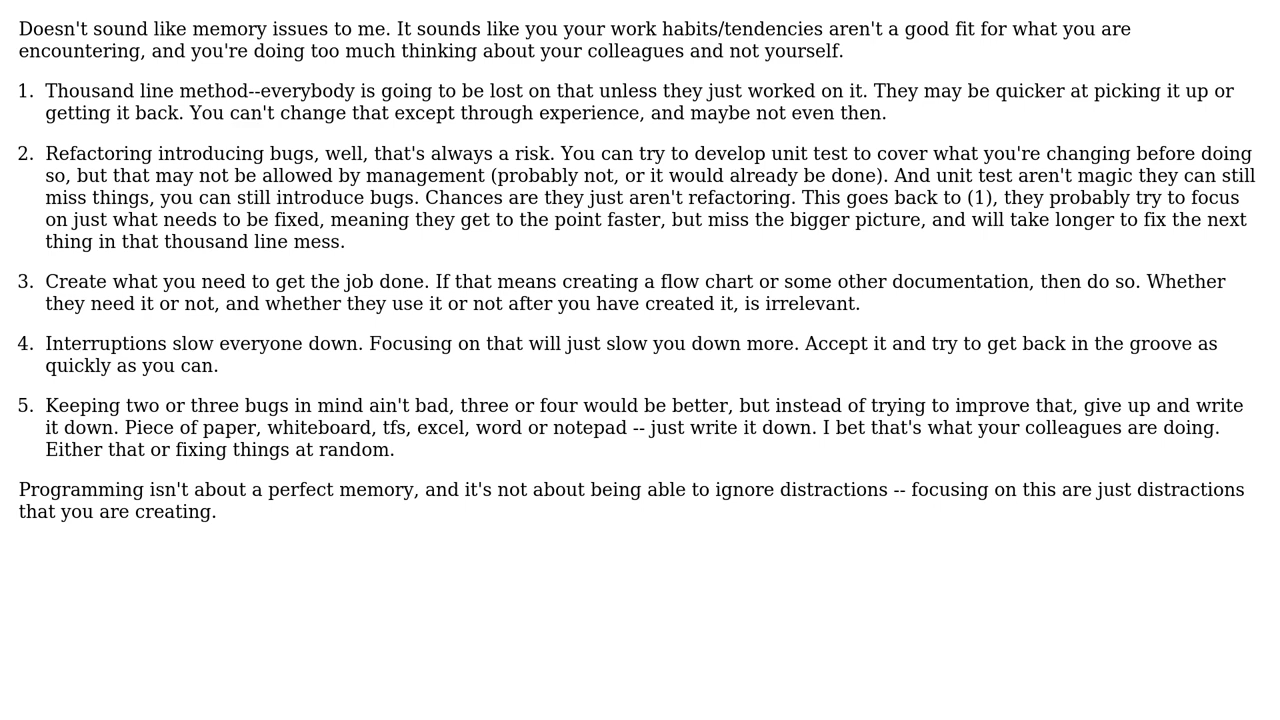 Doesn't sound like memory issues to me. It sounds like you your work habits/tendencies aren't a good fit for what you are
encountering, and you're doing too much thinking about your colleagues and not yourself.
1. Thousand line method--everybody is going to be lost on that unless they just worked on it. They may be quicker at picking it up or
getting it back. You can't change that except through experience, and maybe not even then.
2. Refactoring introducing bugs, well, that's always a risk. You can try to develop unit test to cover what you're changing before doing
so, but that may not be allowed by management (probably not, or it would already be done). And unit test aren't magic they can still
miss things, you can still introduce bugs. Chances are they just aren't refactoring. This goes back to (1), they probably try to focus
on just what needs to be fixed, meaning they get to the point faster, but miss the bigger picture, and will take longer to fix the next
thing in that thousand line mess.
3. Create what you need to get the job done. If that means creating a flow chart or some other documentation, then do so. Whether
they need it or not, and whether they use it or not after you have created it, is irrelevant.
4. Interruptions slow everyone down. Focusing on that will just slow you down more. Accept it and try to get back in the groove as
quickly as you can.
5. Keeping two or three bugs in mind ain't bad, three or four would be better, but instead of trying to improve that, give up and write
it down. Piece of paper, whiteboard, tfs, excel, word or notepad -- just write it down. I bet that's what your colleagues are doing.
Either that or fixing things at random.
Programming isn't about a perfect memory, and it's not about being able to ignore distractions -- focusing on this are just distractions
that you are creating.